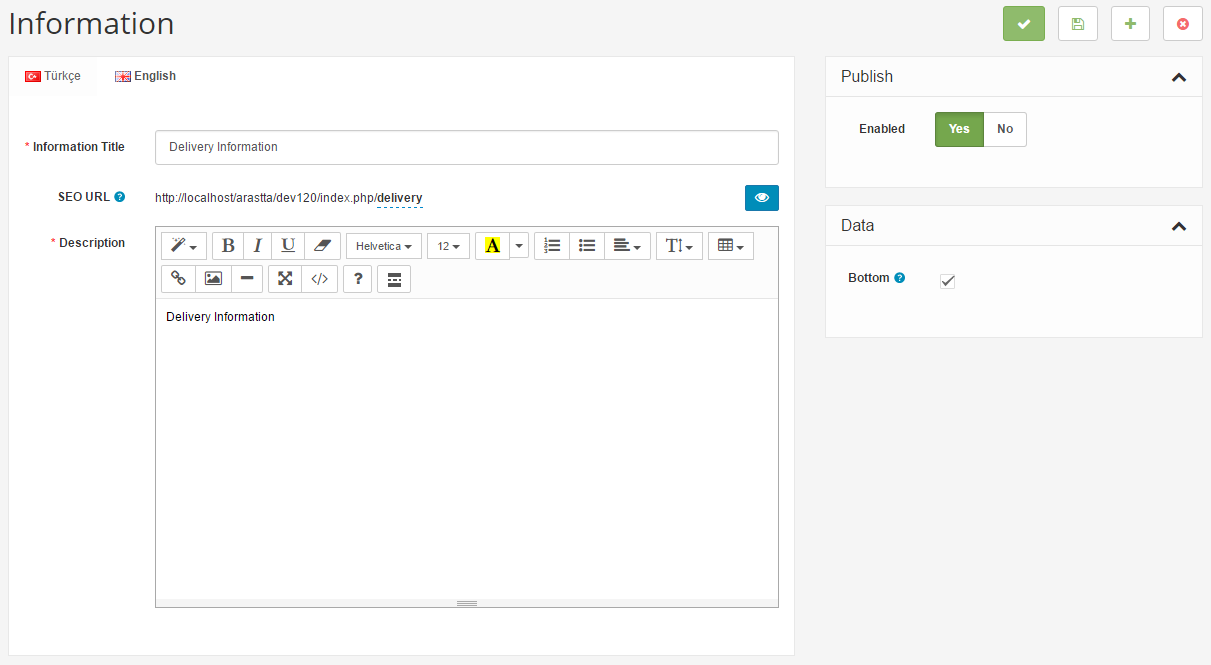 Information
Türkçe English
* Information Title Delivery Information
SEO URL ? http://localhost/arastta/dev120/index.php/delivery
* Description
B I U Helvetica 12 A T
</> ?
Delivery Information
Publish
Enabled Yes No
Data
Bottom ?